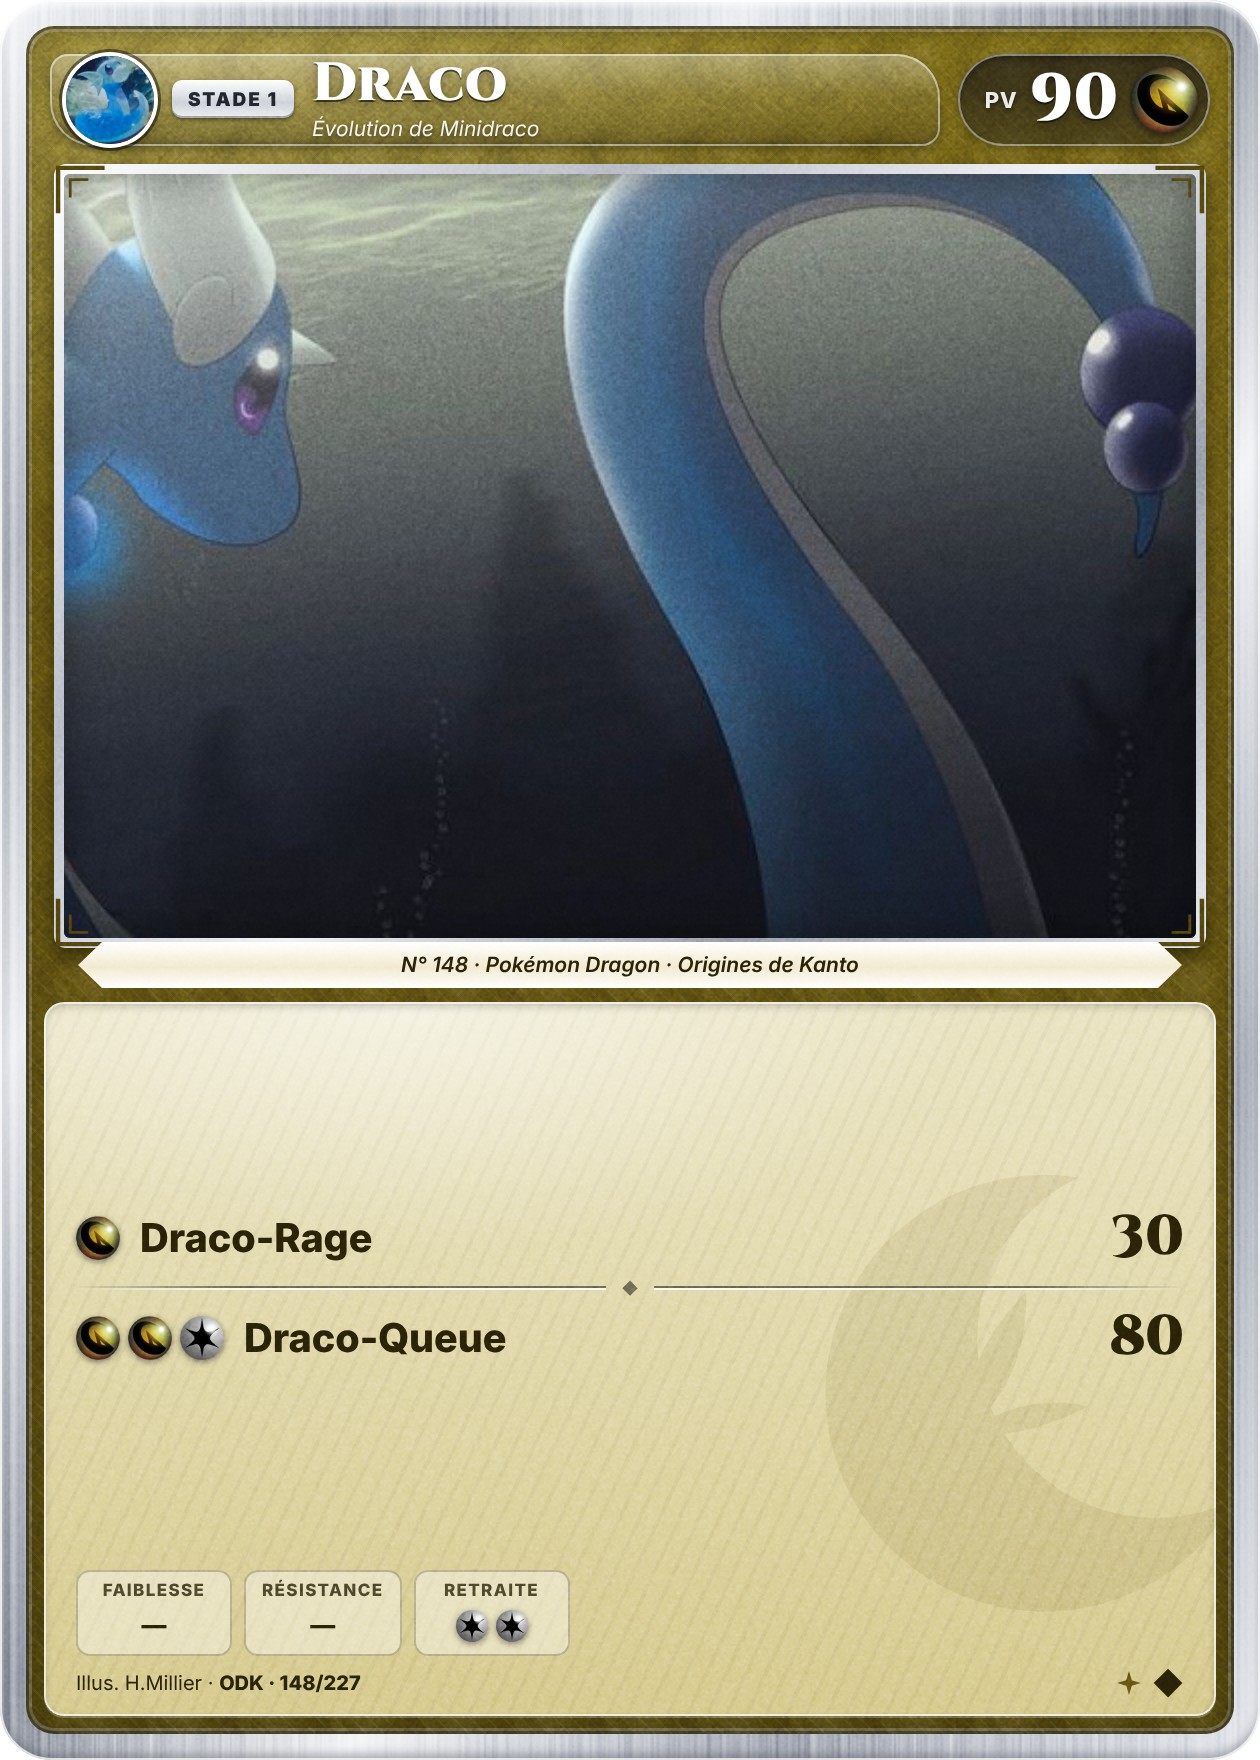 STADE 1
DRACO
Évolution de Minidraco
PV 90
N° 148 · Pokémon Dragon · Origines de Kanto
Draco-Rage 30
Draco-Queue 80
FAIBLESSE
—
RÉSISTANCE
—
RETRAITE
Illus. H.Millier · ODK · 148/227